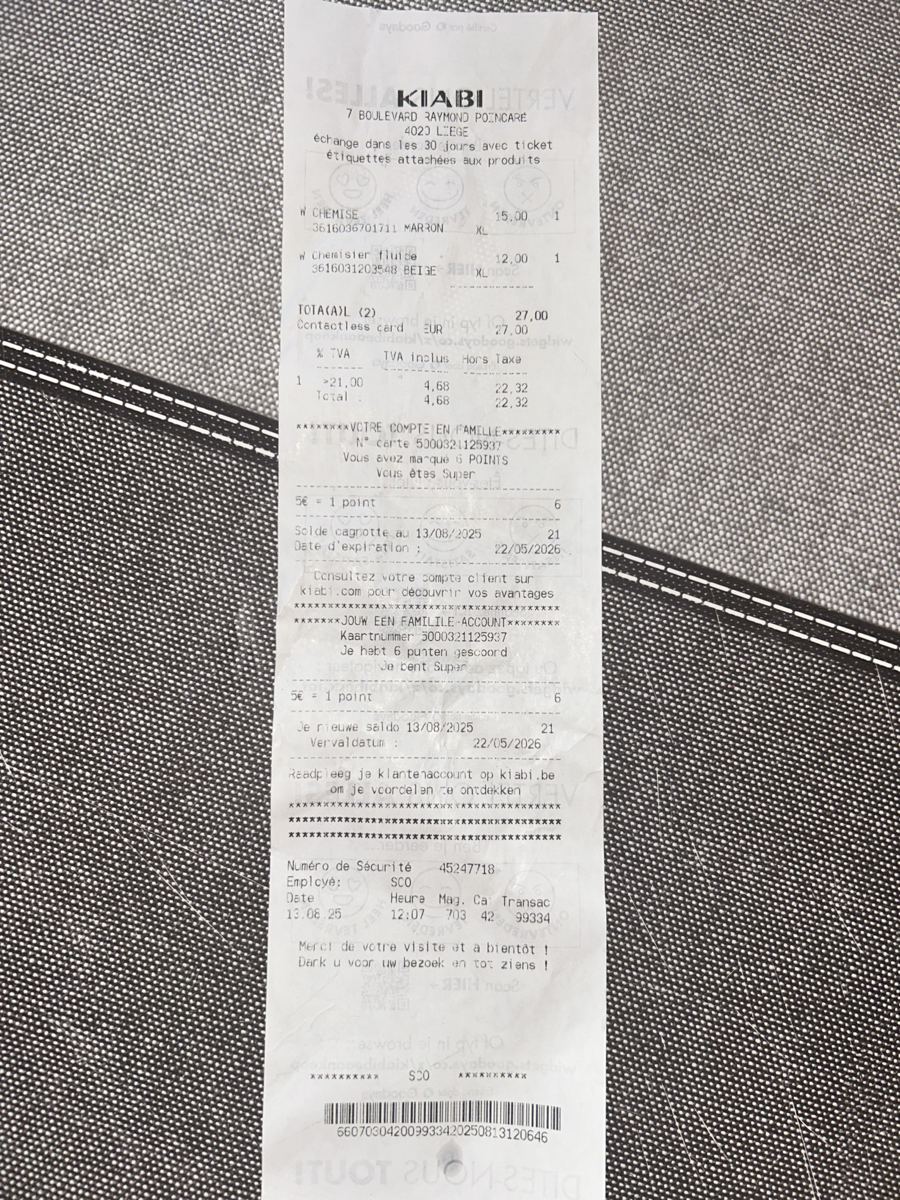 KIABI
7 BOULEVARD RAYMOND POINCARE
4020 LIEGE
échange dans les 30 jours avec ticket
étiquettes attachées aux produits
W CHEMISE 15,00 1
3616036701711 MARRON XL
W Chemisier fluide 12,00 1
3616031203548 BEIGE XL
TOTA(A)L (2) 27,00
Contactless card EUR 27,00
% TVA TVA inclus Hors Taxe
1 >21,00 4,68 22,32
Total : 4,68 22,32
********VOTRE COMPTE EN FAMILLE*********
N° carte 5000321125937
Vous avez marque 6 POINTS
Vous êtes Super
5€ = 1 point 6
Solde cagnotte au 13/08/2025 21
Date d'expiration : 22/05/2026
Consultez votre compte client sur
kiabi.com pour découvrir vos avantages
****************************************
*******JOUW EEN FAMILILE-ACCOUNT********
Kaartnummer 5000321125937
Je hebt 6 punten gescoord
Je bent Super
5€ = 1 point 6
Je nieuwe saldo 13/08/2025 21
Vervaldatum : 22/05/2026
Raadpleeg je klantenaccount op kiabi.be
om je voordelen te ontdekken
****************************************
****************************************
****************************************
Numéro de Sécurité 45247718
Employé: SCO
Date Heure Mag. Ca Transac
13.08.25 12:07 703 42 99334
Merci de votre visite et à bientôt !
Dank u voor uw bezoek en tot ziens !
********** SCO **********
660703042009933420250813120646